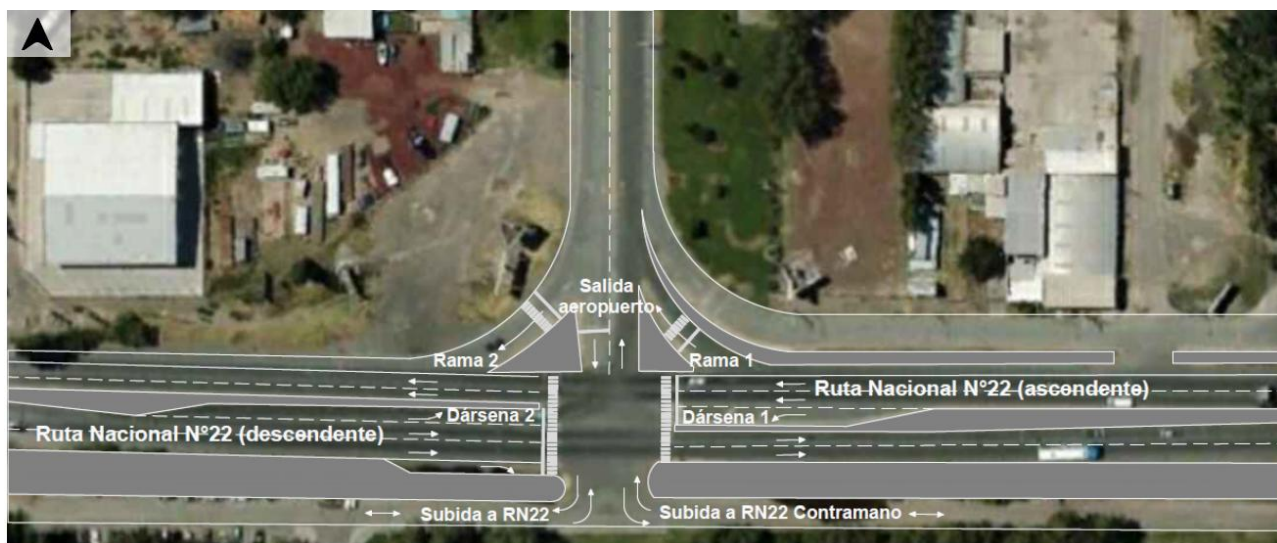 Salida
aeropuerto
Rama 2
Rama 1
Ruta Nacional N°22 (ascendente)
Dársena 2
Dársena 1
Ruta Nacional N°22 (descendente)
Subida a RN22
Subida a RN22 Contramano